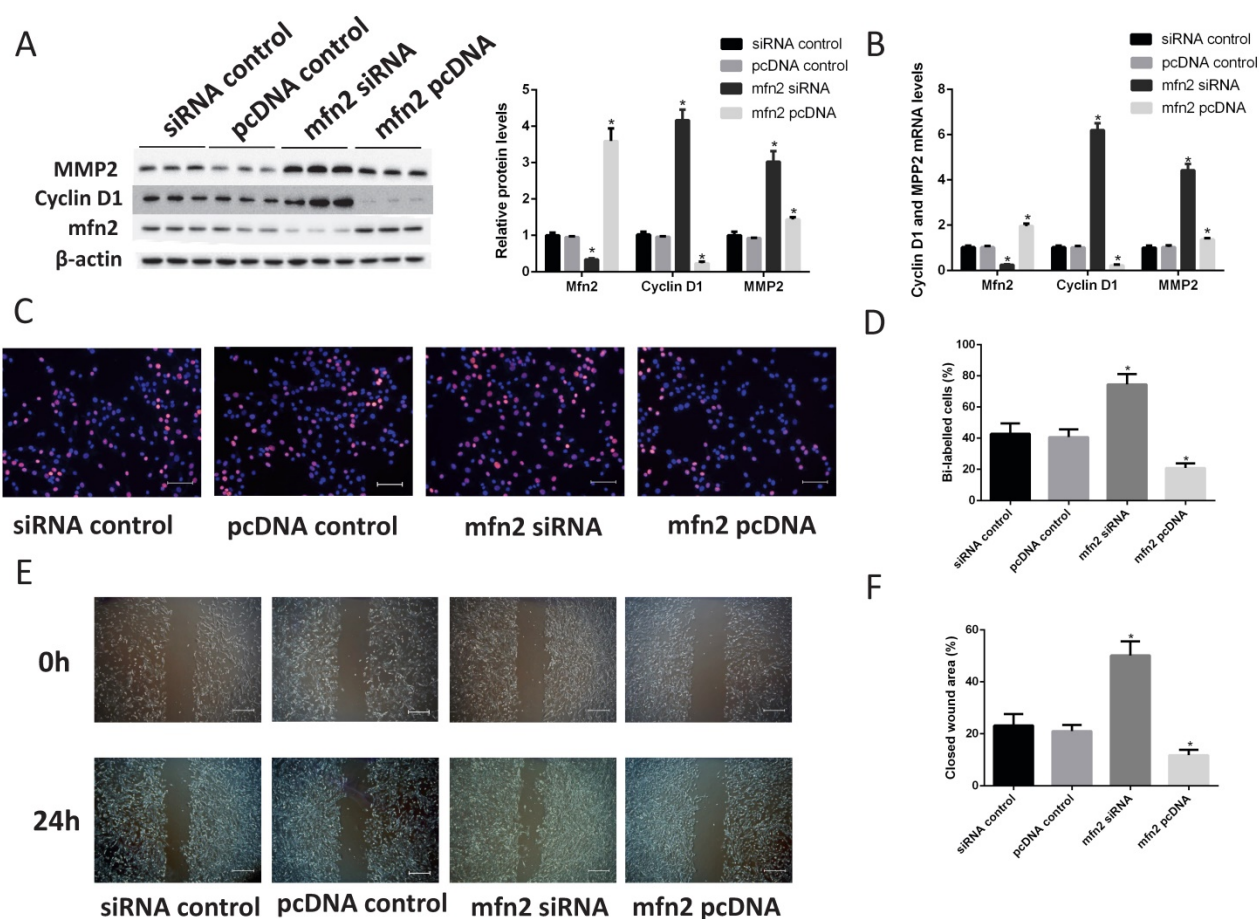 A
siRNA control
pcDNA control
mfn2 siRNA
mfn2 pcDNA
MMP2
Cyclin D1
mfn2
β-actin
siRNA control
pcDNA control
mfn2 siRNA
mfn2 pcDNA
Relative protein levels
5
4
3
2
1
0
* * * * * *
Mfn2 Cyclin D1 MMP2
B
siRNA control
pcDNA control
mfn2 siRNA
mfn2 pcDNA
Cyclin D1 and MPP2 mRNA levels
8
6
4
2
0
* * * * * *
Mfn2 Cyclin D1 MMP2
C
siRNA control pcDNA control mfn2 siRNA mfn2 pcDNA
D
Bi-labelled cells (%)
100
80
60
40
20
0
* *
siRNA control
pcDNA control
mfn2 siRNA
mfn2 pcDNA
E
0h
24h
siRNA control pcDNA control mfn2 siRNA mfn2 pcDNA
F
Closed wound area (%)
60
40
20
0
* *
siRNA control
pcDNA control
mfn2 siRNA
mfn2 pcDNA